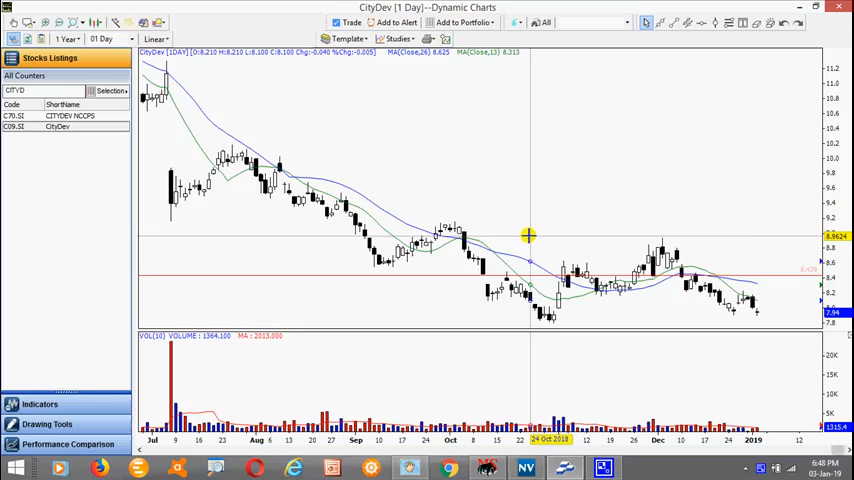 CityDev [1 Day]--Dynamic Charts
Trade
Add to Alert
Add to Portfolio
All
1 Year
01 Day
Linear
Template
Studies
Stocks Listings
All Counters
CITYD
Selection
Code ShortName
C70.SI CITYDEV NCCPS
C09.SI CityDev
Indicators
Drawing Tools
Performance Comparison
CityDev [1DAY] [O:8.210 H:8.210 L:8.100 C:8.100 Chg:-0.040 %Chg:-0.005] MA(Close,26) 8.625 MA(Close,13) 8.313
11.2
11.0
10.8
10.6
10.4
10.2
10.0
9.8
9.6
9.4
9.2
8.9624
8.8
8.6
8.4
8.2
8.0
7.94
7.8
VOL(10) VOLUME : 1364.100 MA : 2013.000
20K
15K
10K
5K
1315.4
Jul 9 16 23 Aug 6 13 20 27 Sep 10 17 24 Oct 8 15 22 24 Oct 2018 12 19 26 Dec 10 17 24 2019 12
NV
6:48 PM
03-Jan-19